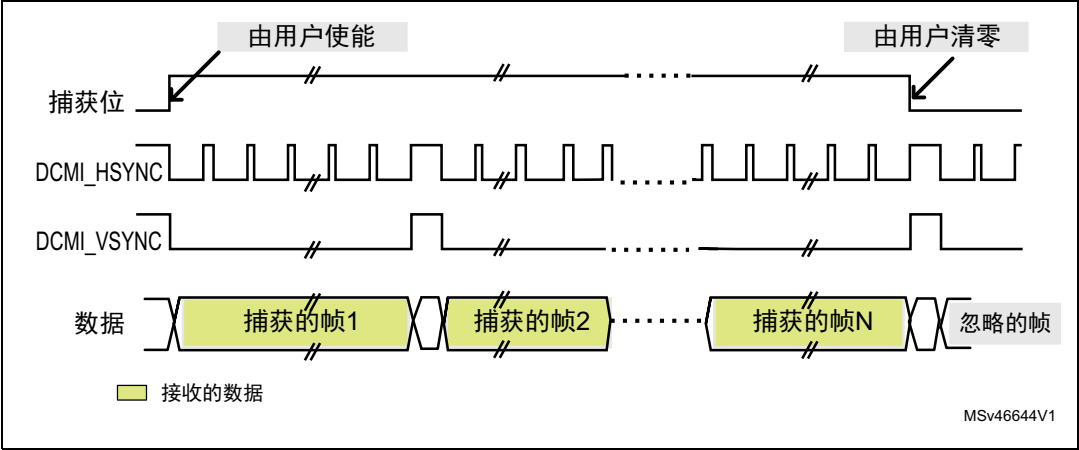 由用户使能
由用户清零
捕获位
DCMI_HSYNC
DCMI_VSYNC
数据
捕获的帧1
捕获的帧2
捕获的帧N
忽略的帧
接收的数据
MSv46644V1